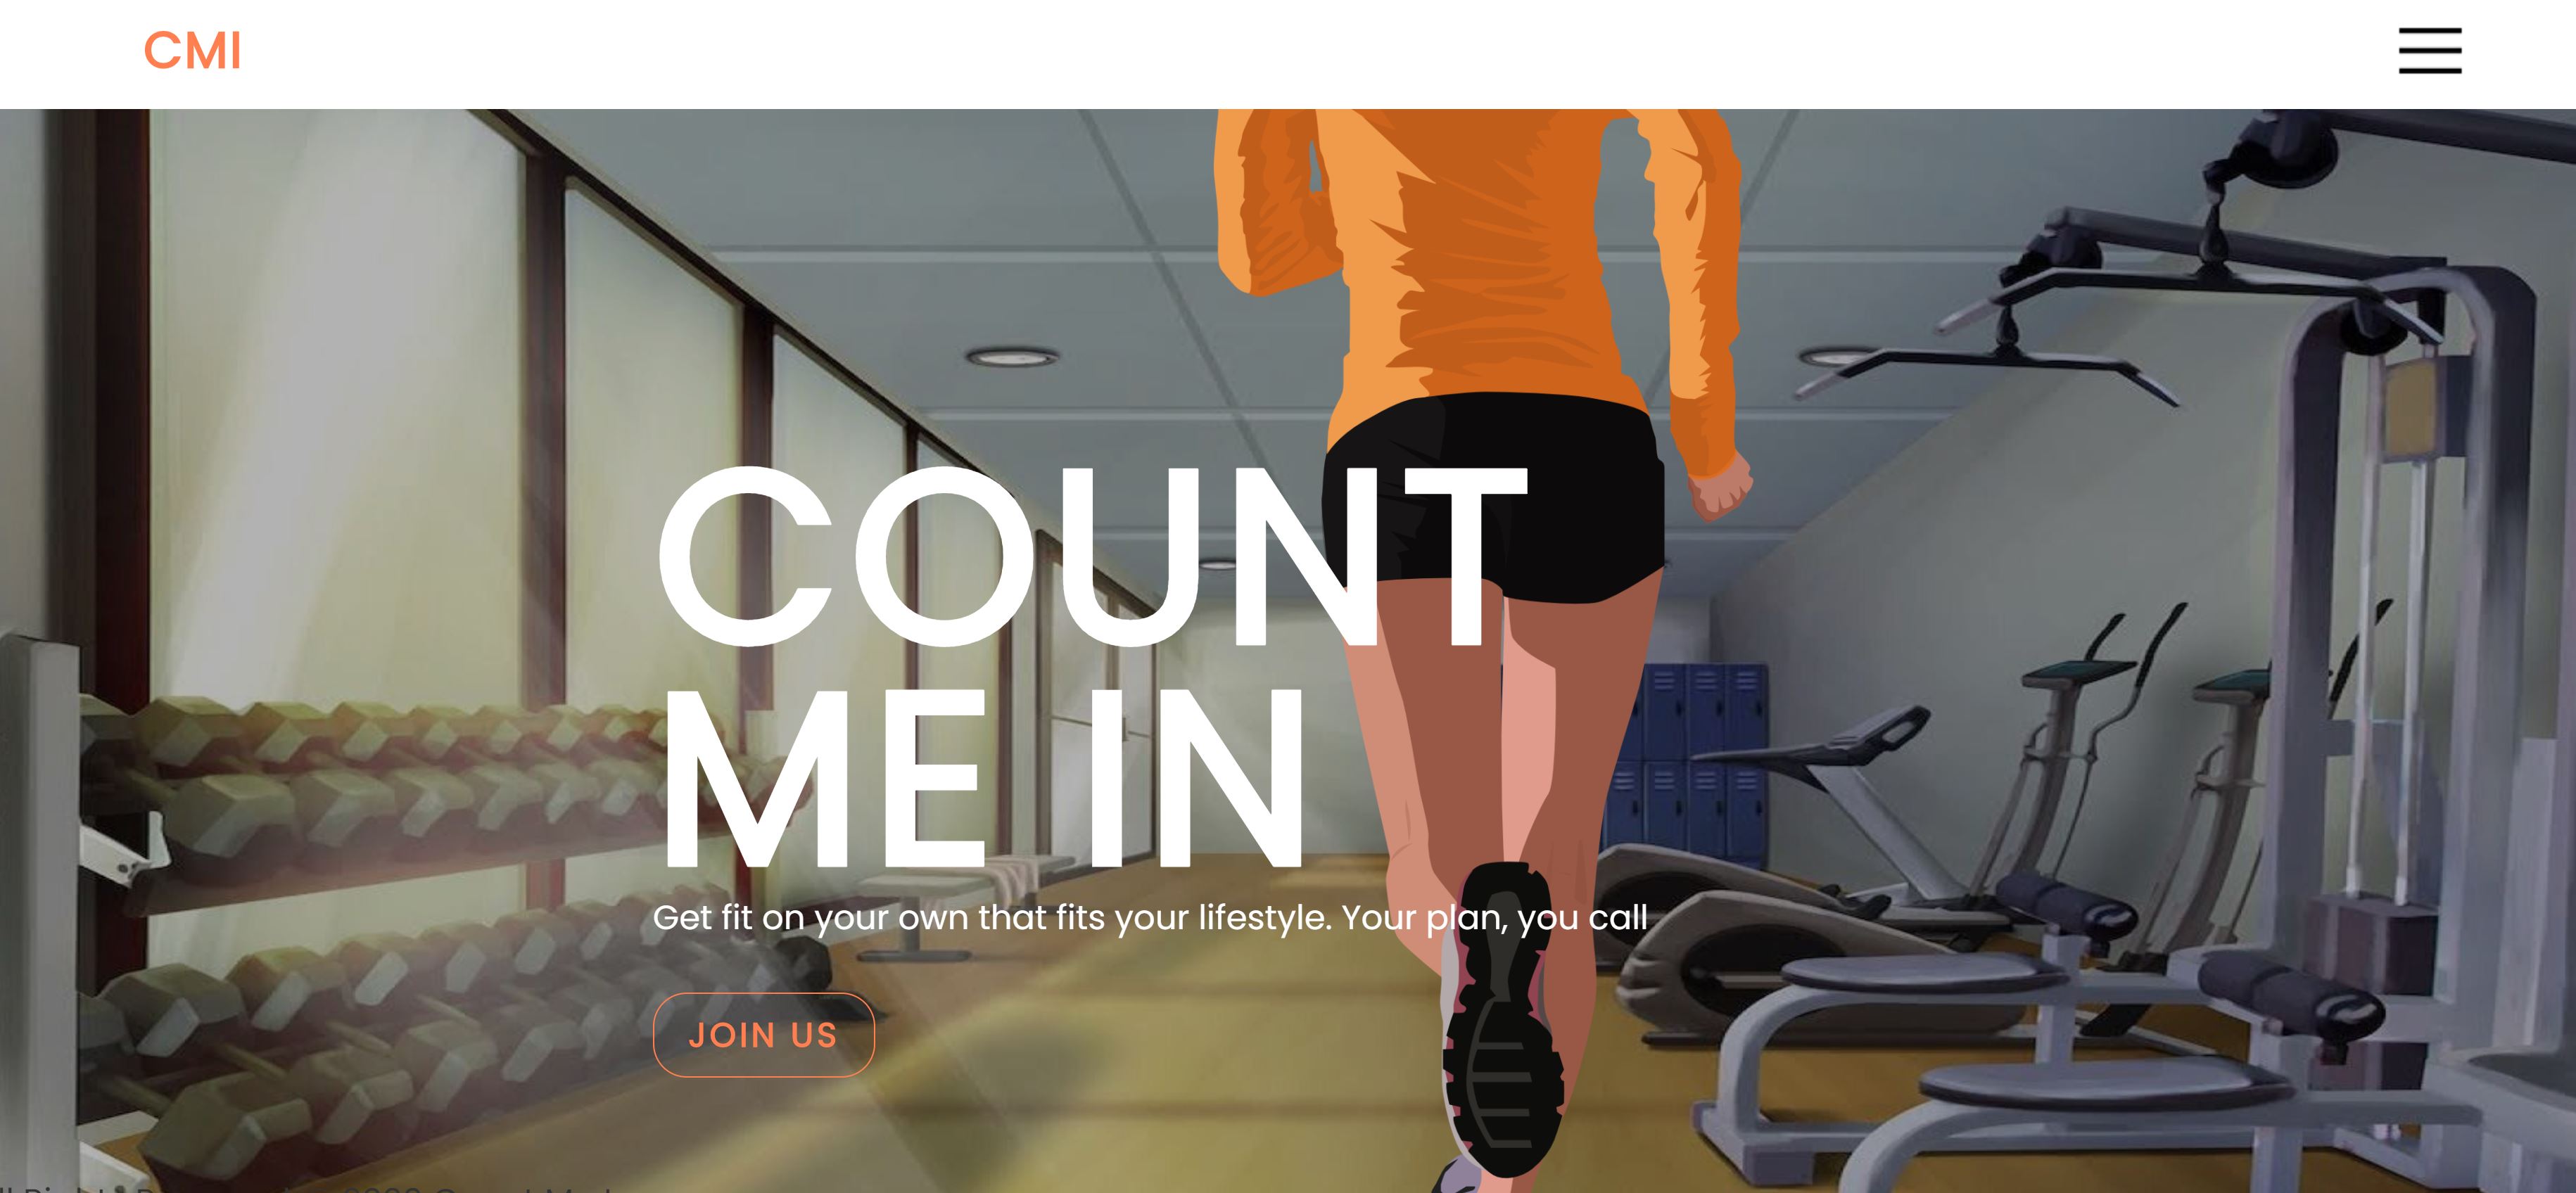 CMI
COUNT
ME IN
Get fit on your own that fits your lifestyle. Your plan, you call
JOIN US